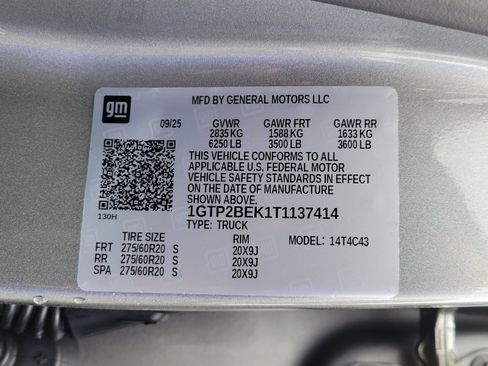 gm
MFD BY GENERAL MOTORS LLC
09/25 GVWR GAWR FRT GAWR RR
2835 KG 1588 KG 1633 KG
6250 LB 3500 LB 3600 LB
THIS VEHICLE CONFORMS TO ALL
APPLICABLE U.S. FEDERAL MOTOR
VEHICLE SAFETY STANDARDS IN EFFECT
ON THE DATE OF MANUFACTURE
SHOWN ABOVE.
1GTP2BEK1T1137414
130H TYPE: TRUCK
TIRE SIZE RIM MODEL: 14T4C43
FRT 275/60R20 S 20X9J
RR 275/60R20 S 20X9J
SPA 275/60R20 S 20X9J